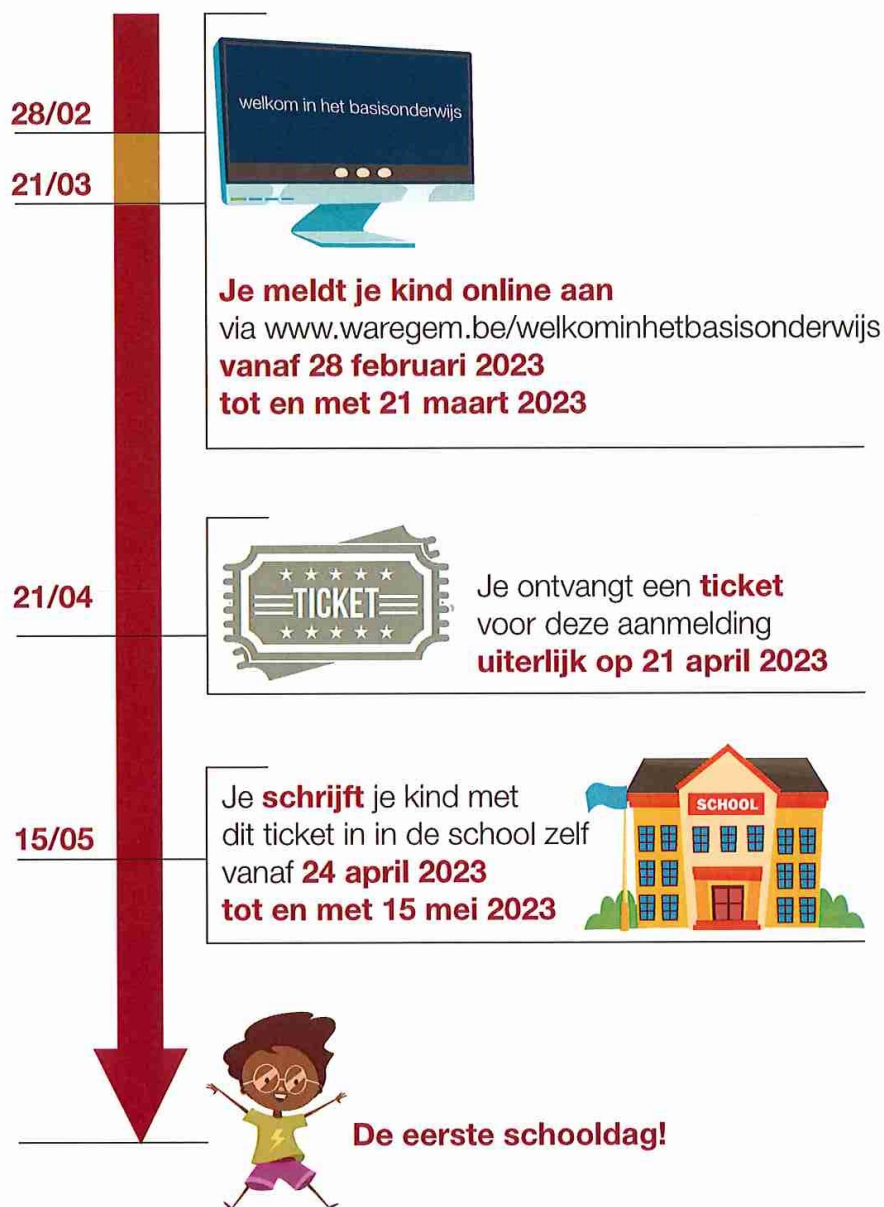 28/02
21/03
welkom in het basisonderwijs
Je meldt je kind online aan
via www.waregem.be/welkominhetbasisonderwijs
vanaf 28 februari 2023
tot en met 21 maart 2023
21/04
TICKET
Je ontvangt een ticket
voor deze aanmelding
uiterlijk op 21 april 2023
15/05
Je schrijft je kind met
dit ticket in in de school zelf
vanaf 24 april 2023
tot en met 15 mei 2023
SCHOOL
De eerste schooldag!